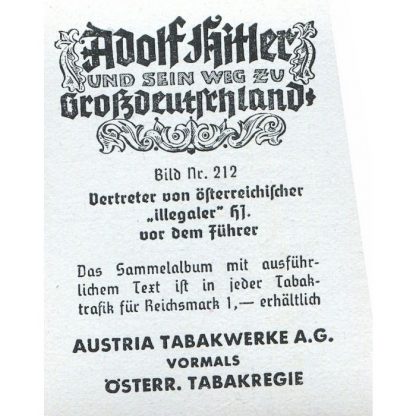 Adolf Hitler
UND SEIN WEG ZU
Großdeutschland
Bild Nr. 212
Vertreter von österreichischer
„illegaler“ HJ.
vor dem Führer
Das Sammelalbum mit ausführ-
lichem Text ist in jeder Tabak-
trafik für Reichsmark 1,— erhältlich
AUSTRIA TABAKWERKE A.G.
VORMALS
ÖSTERR. TABAKREGIE